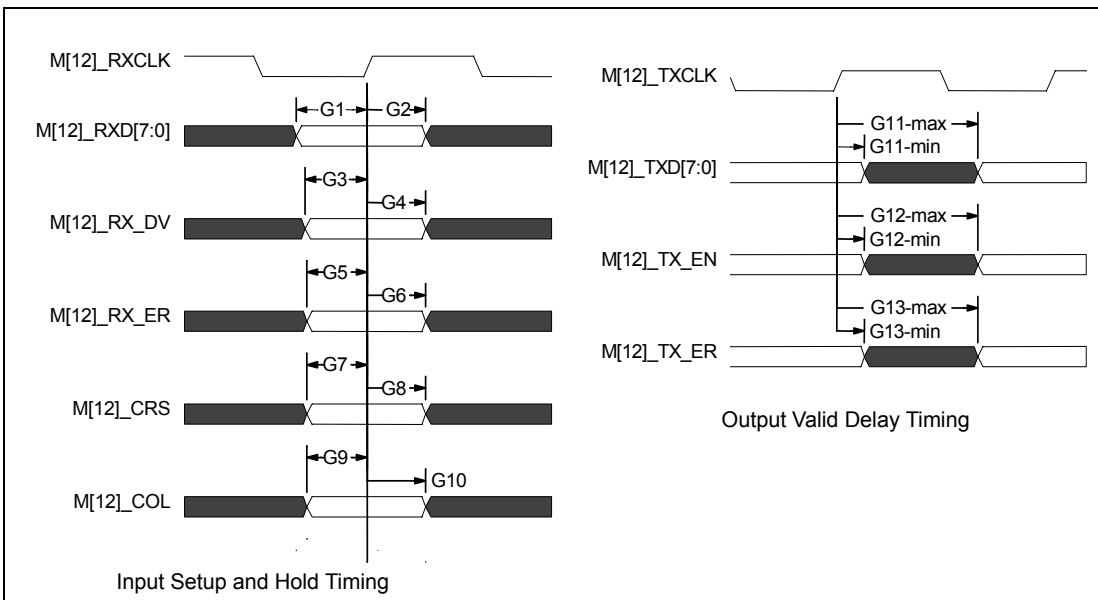 M[12]_RXCLK
G1 G2
M[12]_RXD[7:0]
G3
G4
M[12]_RX_DV
G5
G6
M[12]_RX_ER
G7
G8
M[12]_CRS
G9
G10
M[12]_COL
Input Setup and Hold Timing
M[12]_TXCLK
G11-max
G11-min
M[12]_TXD[7:0]
G12-max
G12-min
M[12]_TX_EN
G13-max
G13-min
M[12]_TX_ER
Output Valid Delay Timing